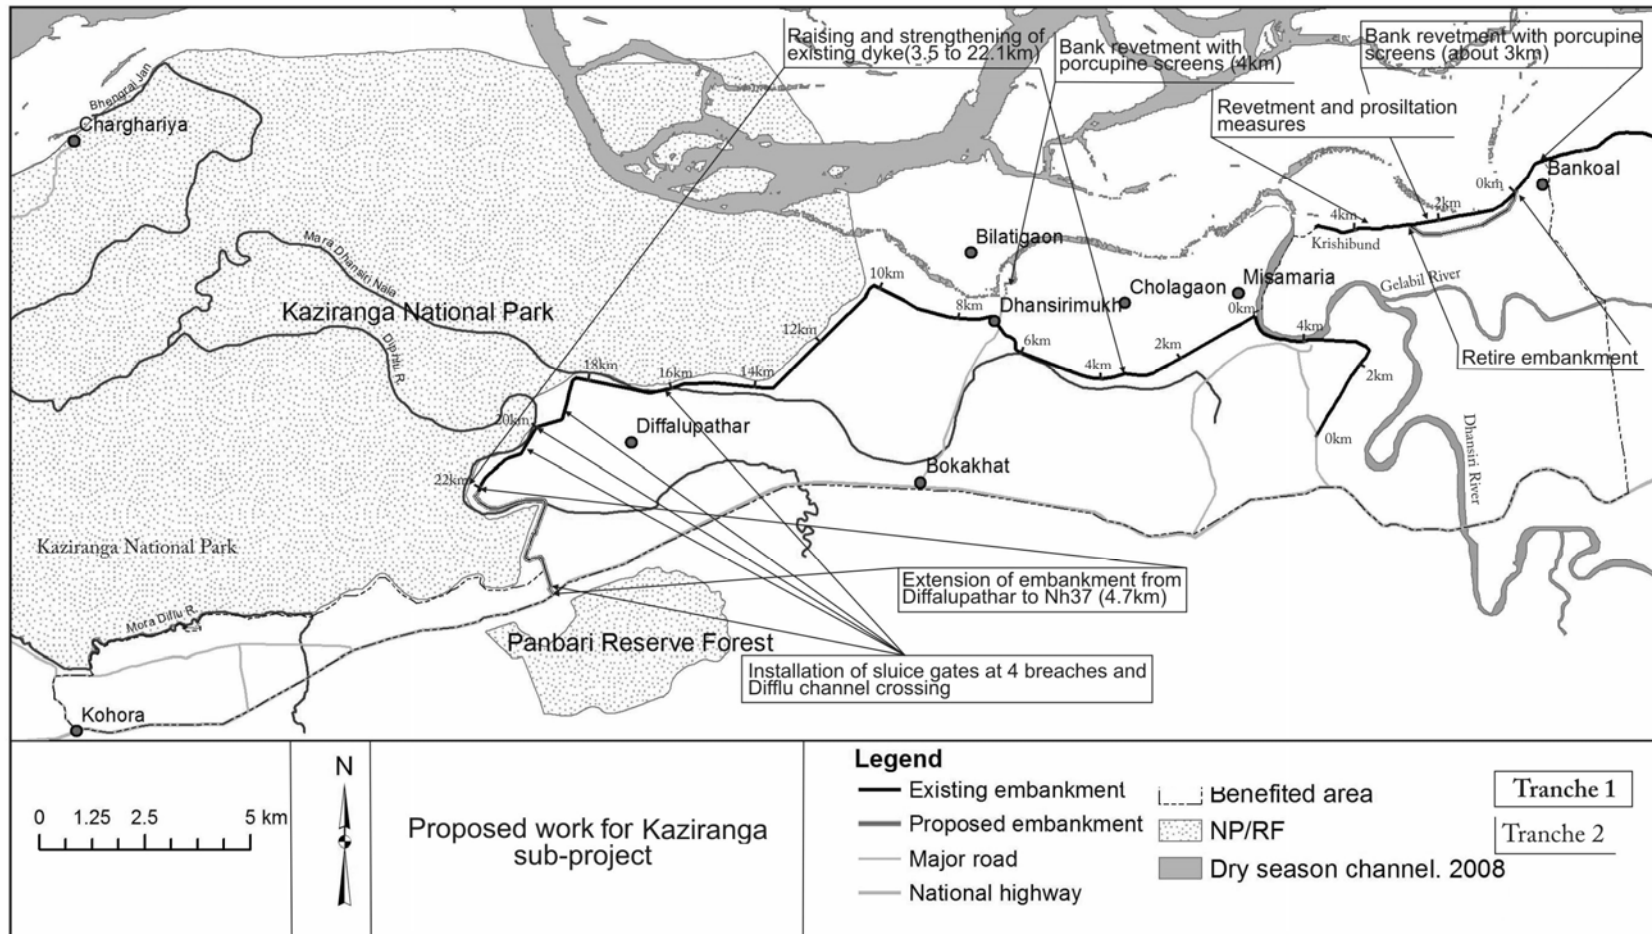 Raising and strengthening of
existing dyke(3.5 to 22.1km)
Bank revetment with
porcupine screens (4km)
Bank revetment with porcupine
screens (about 3km)
Revetment and prosiltation
measures
Bhengrai Jan
Charghariya
Bankoal
0km
2km
4km
Krishibund
Mara Dhansiri Nala
Kaziranga National Park
Diphlu R.
Bilatigaon
Cholagaon
Misamaria
Gelabil River
10km
8km
Dhansirimukh
0km
4km
12km
6km
2km
4km
2km
Retire embankment
18km
16km
14km
20km
Diffalupathar
0km
Dhansiri River
22km
Bokakhat
Kaziranga National Park
Extension of embankment from
Diffalupathar to Nh37 (4.7km)
Mora Difflu R.
Panbari Reserve Forest
Installation of sluice gates at 4 breaches and
Difflu channel crossing
Kohora
0 1.25 2.5 5 km
N
Proposed work for Kaziranga
sub-project
Legend
Existing embankment
Proposed embankment
Major road
National highway
Benefited area
NP/RF
Dry season channel. 2008
Tranche 1
Tranche 2